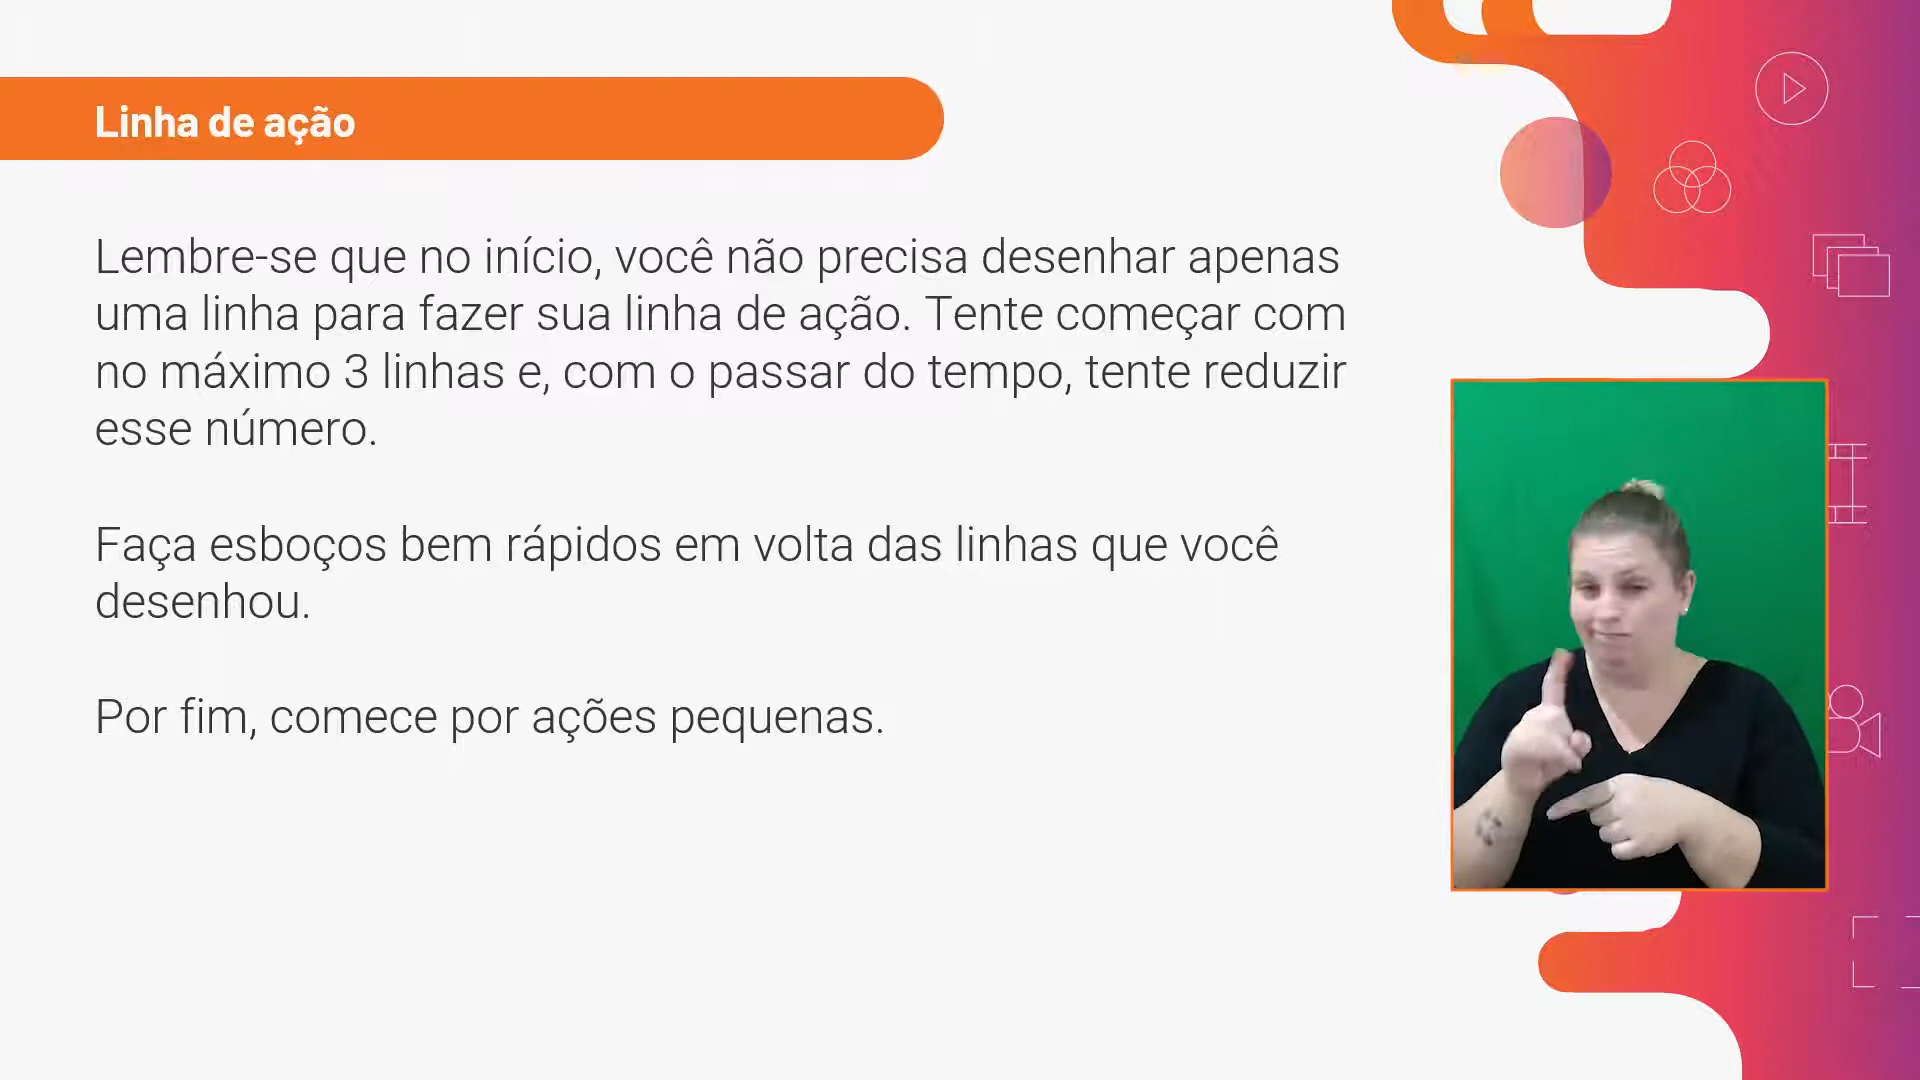 Linha de ação
Lembre-se que no início, você não precisa desenhar apenas
uma linha para fazer sua linha de ação. Tente começar com
no máximo 3 linhas e, com o passar do tempo, tente reduzir
esse número.
Faça esboços bem rápidos em volta das linhas que você
desenhou.
Por fim, comece por ações pequenas.